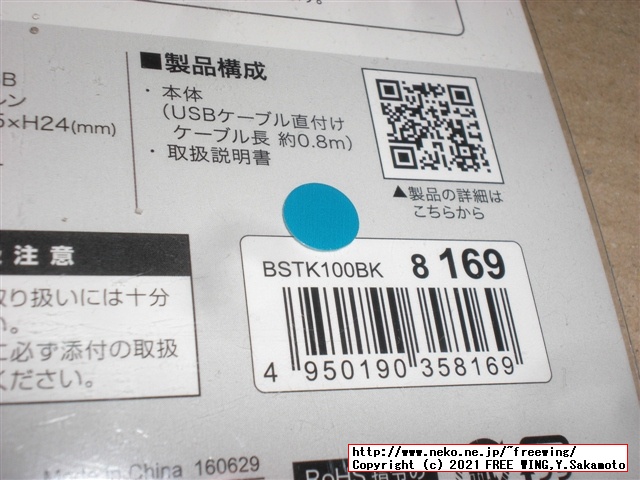 ■製品構成
・本体
（USBケーブル直付け
ケーブル長 約0.8m）
・取扱説明書
B
レン
5×H24(mm)
▲製品の詳細は
こちらから
注意
取り扱いには十分
い。
に必ず添付の取扱
ください。
BSTK100BK 8 169
4 950190 358169
Made in China 160629
RoHS
http://www.neko.ne.jp/~freewing/
Copyright (c) 2021 FREE WING,Y.Sakamoto